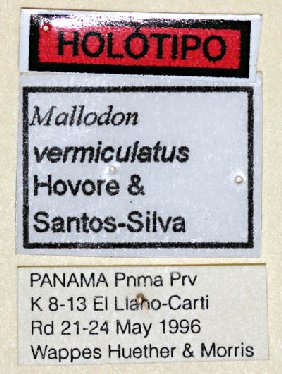 HOLÓTIPO
Mallodon
vermiculatus
Hovore &
Santos-Silva
PANAMA Pnma Prv
K 8-13 El Llano-Carti
Rd 21-24 May 1996
Wappes Huether & Morris